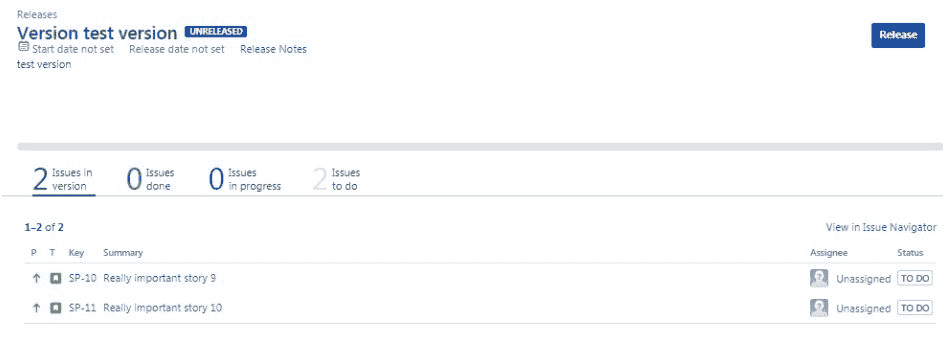 Releases
Version test version UNRELEASED
Start date not set Release date not set Release Notes
Release
test version
2 Issues in version
0 Issues done
0 Issues in progress
2 Issues to do
1–2 of 2
View in Issue Navigator
P T Key Summary Assignee Status
SP-10 Really important story 9 Unassigned TO DO
SP-11 Really important story 10 Unassigned TO DO